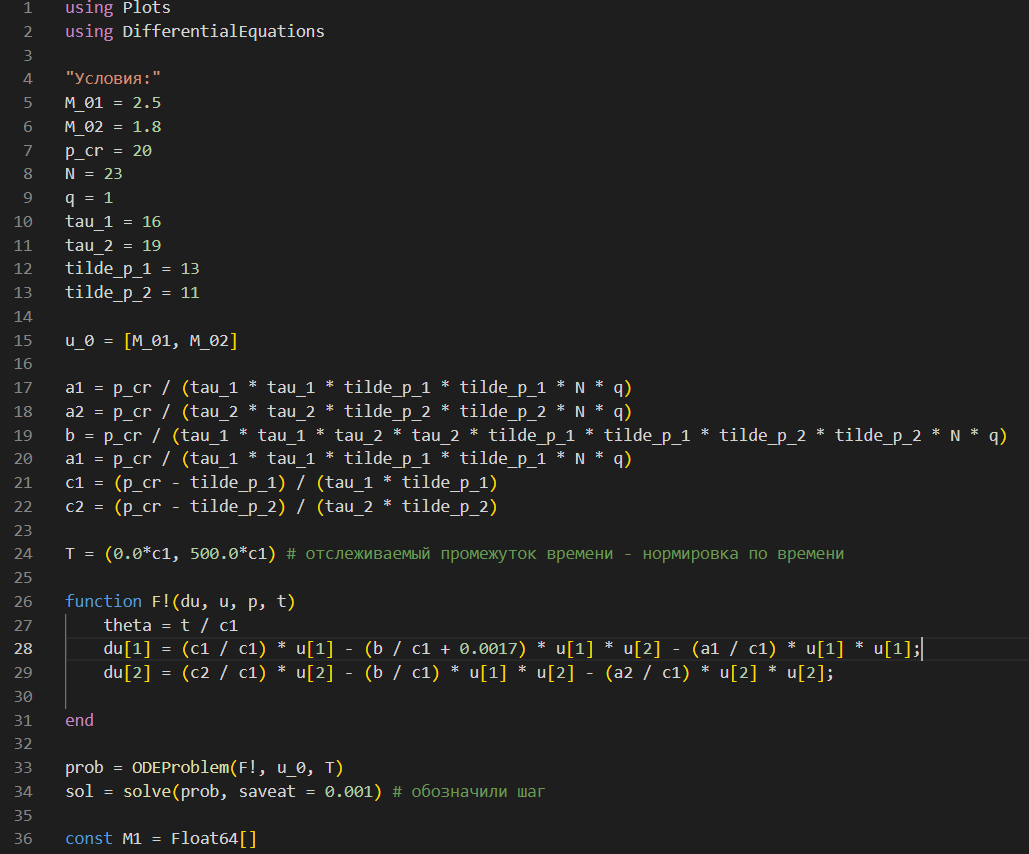 1 using Plots
2 using DifferentialEquations
3
4 "Условия:"
5 M_01 = 2.5
6 M_02 = 1.8
7 p_cr = 20
8 N = 23
9 q = 1
10 tau_1 = 16
11 tau_2 = 19
12 tilde_p_1 = 13
13 tilde_p_2 = 11
14
15 u_0 = [M_01, M_02]
16
17 a1 = p_cr / (tau_1 * tau_1 * tilde_p_1 * tilde_p_1 * N * q)
18 a2 = p_cr / (tau_2 * tau_2 * tilde_p_2 * tilde_p_2 * N * q)
19 b = p_cr / (tau_1 * tau_1 * tau_2 * tau_2 * tilde_p_1 * tilde_p_1 * tilde_p_2 * tilde_p_2 * N * q)
20 a1 = p_cr / (tau_1 * tau_1 * tilde_p_1 * tilde_p_1 * N * q)
21 c1 = (p_cr - tilde_p_1) / (tau_1 * tilde_p_1)
22 c2 = (p_cr - tilde_p_2) / (tau_2 * tilde_p_2)
23
24 T = (0.0*c1, 500.0*c1) # отслеживаемый промежуток времени - нормировка по времени
25
26 function F!(du, u, p, t)
27 theta = t / c1
28 du[1] = (c1 / c1) * u[1] - (b / c1 + 0.0017) * u[1] * u[2] - (a1 / c1) * u[1] * u[1];
29 du[2] = (c2 / c1) * u[2] - (b / c1) * u[1] * u[2] - (a2 / c1) * u[2] * u[2];
30
31 end
32
33 prob = ODEProblem(F!, u_0, T)
34 sol = solve(prob, saveat = 0.001) # обозначили шаг
35
36 const M1 = Float64[]